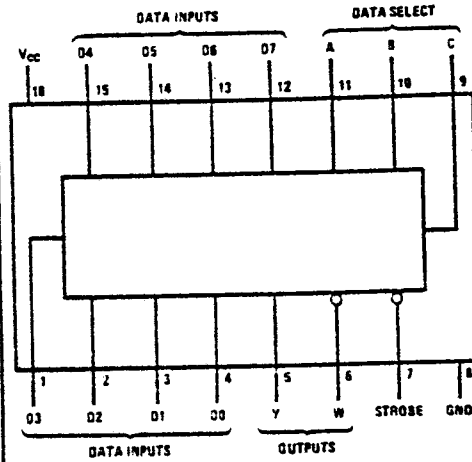 DATA INPUTS DATA SELECT
VCC D4 D5 D6 D7 A B C
16 15 14 13 12 11 10 9
1 2 3 4 5 6 7 8
D3 D2 D1 D0 Y W STROBE GND
DATA INPUTS OUTPUTS